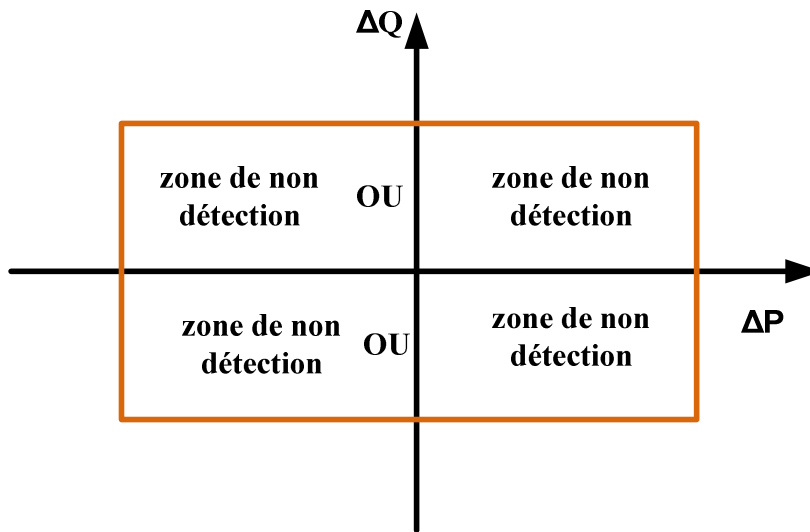 ΔQ
zone de non
détection
OU
zone de non
détection
ΔP
zone de non
détection
OU
zone de non
détection